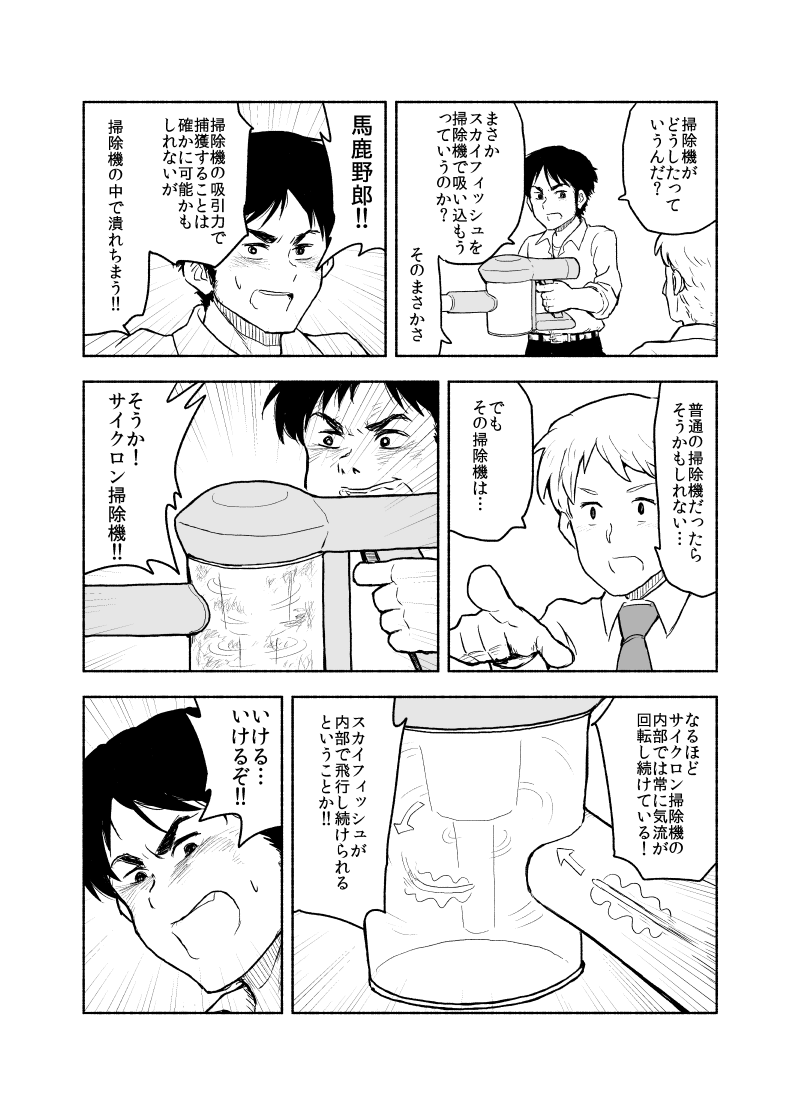 掃除機が
どうしたって
いうんだ？
まさか
スカイフィッシュを
掃除機で吸い込もう
っていうのか？
そのまさかさ
馬鹿野郎!!
掃除機の吸引力で
捕獲することは
確かに可能かも
しれないが
掃除機の中で潰れちまう!!
普通の掃除機だったら
そうかもしれない…
でも
その掃除機は…
そうか！
サイクロン掃除機!!
なるほど
サイクロン掃除機の
内部では常に気流が
回転し続けている！
スカイフィッシュが
内部で飛行し続けられる
ということか!!
いける…
いけるぞ!!